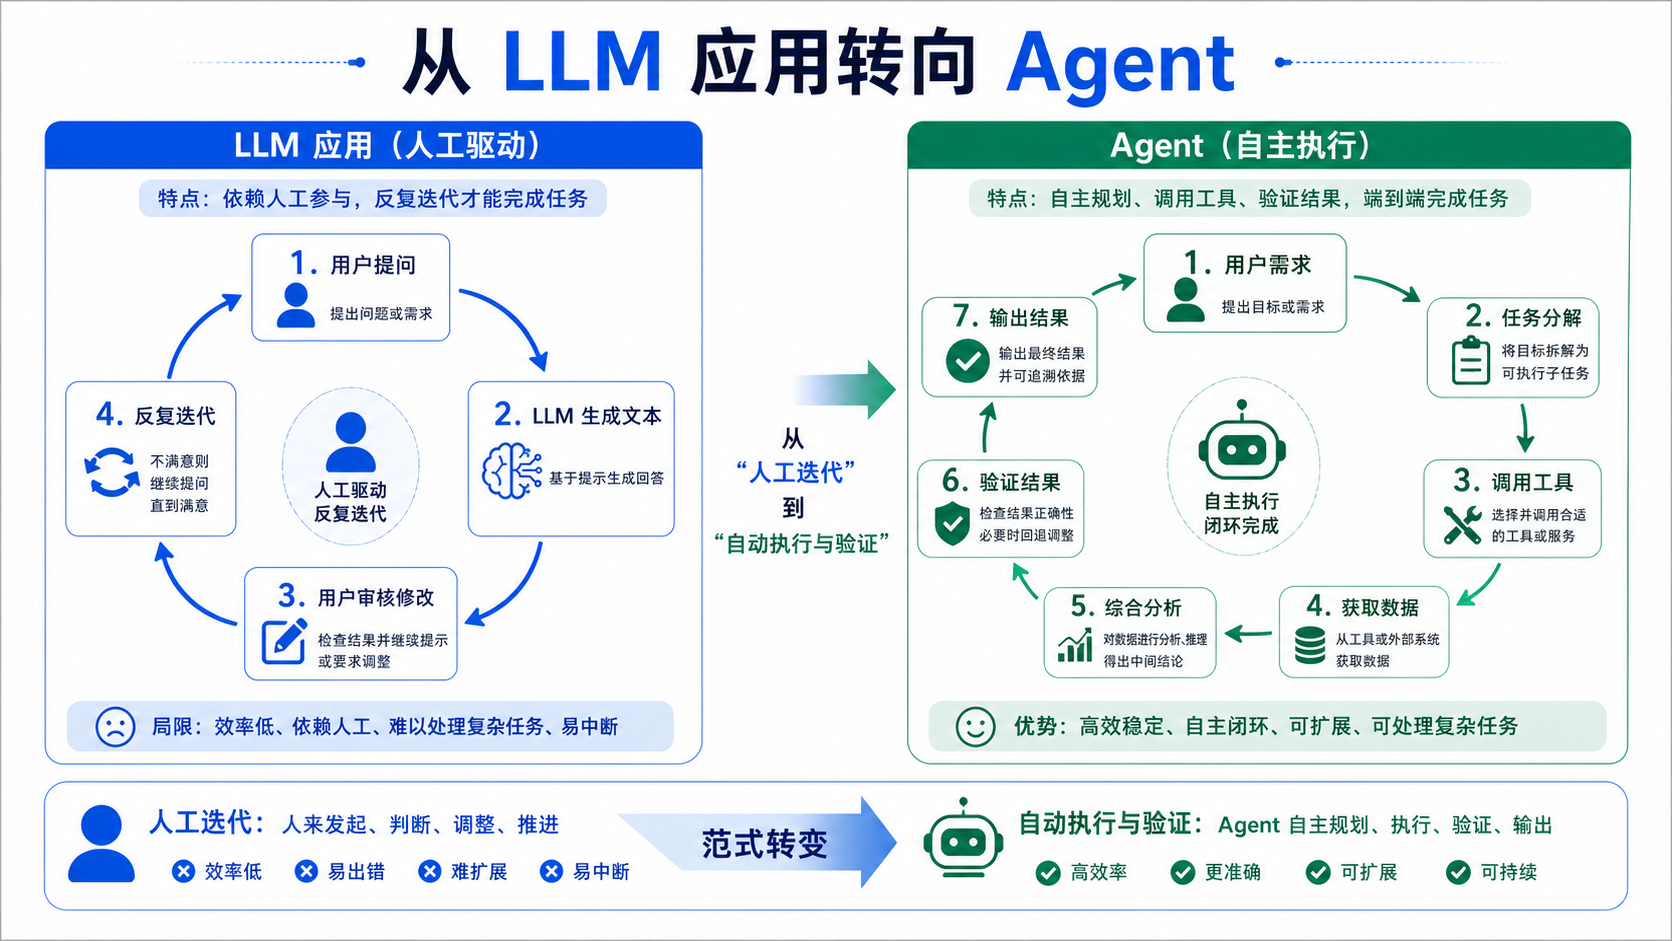 从 LLM 应用转向 Agent
LLM 应用（人工驱动）
特点：依赖人工参与，反复迭代才能完成任务
1. 用户提问
提出问题或需求
2. LLM 生成文本
基于提示生成回答
3. 用户审核修改
检查结果并继续提示
或要求调整
4. 反复迭代
不满意则
继续提问
直到满意
人工驱动
反复迭代
局限：效率低、依赖人工、难以处理复杂任务、易中断
从
“人工迭代”
到
“自动执行与验证”
Agent（自主执行）
特点：自主规划、调用工具、验证结果，端到端完成任务
1. 用户需求
提出目标或需求
2. 任务分解
将目标拆解为
可执行子任务
3. 调用工具
选择并调用合适
的工具或服务
4. 获取数据
从工具或外部系统
获取数据
5. 综合分析
对数据进行分析、推理
得出中间结论
6. 验证结果
检查结果正确性
必要时回退调整
7. 输出结果
输出最终结果
并可追溯依据
自主执行
闭环完成
优势：高效稳定、自主闭环、可扩展、可处理复杂任务
人工迭代：人来发起、判断、调整、推进
效率低 易出错 难扩展 易中断
范式转变
自动执行与验证：Agent 自主规划、执行、验证、输出
高效率 更准确 可扩展 可持续